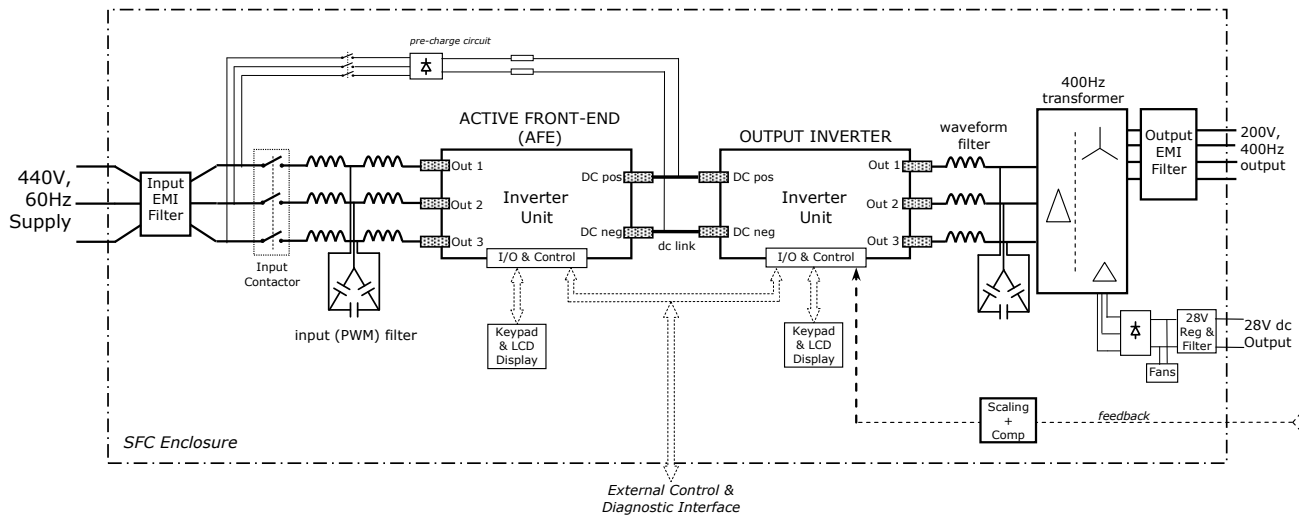 pre-charge circuit
ACTIVE FRONT-END
(AFE)
OUTPUT INVERTER
waveform
filter
400Hz
transformer
440V,
60Hz
Supply
Input
EMI
Filter
Input
Contactor
input (PWM) filter
Out 1
Out 2
Out 3
Inverter
Unit
DC pos
DC neg
I/O & Control
dc link
DC pos
DC neg
Inverter
Unit
Out 1
Out 2
Out 3
I/O & Control
Output
EMI
Filter
200V,
400Hz
output
Keypad
& LCD
Display
Keypad
& LCD
Display
28V
Reg &
Filter
28V dc
Output
Fans
Scaling
+
Comp
feedback
SFC Enclosure
External Control &
Diagnostic Interface